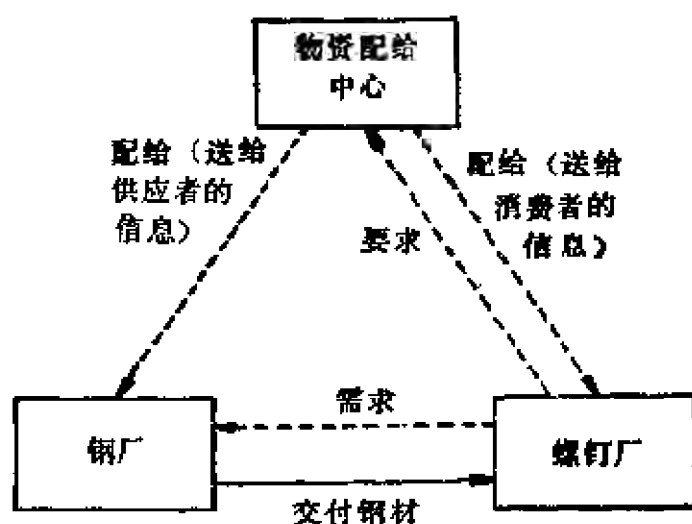 物资配给
中心
配给（送给
供应者的
信息）
配给（送给
消费者的
信息）
要求
需求
钢厂
螺钉厂
交付钢材